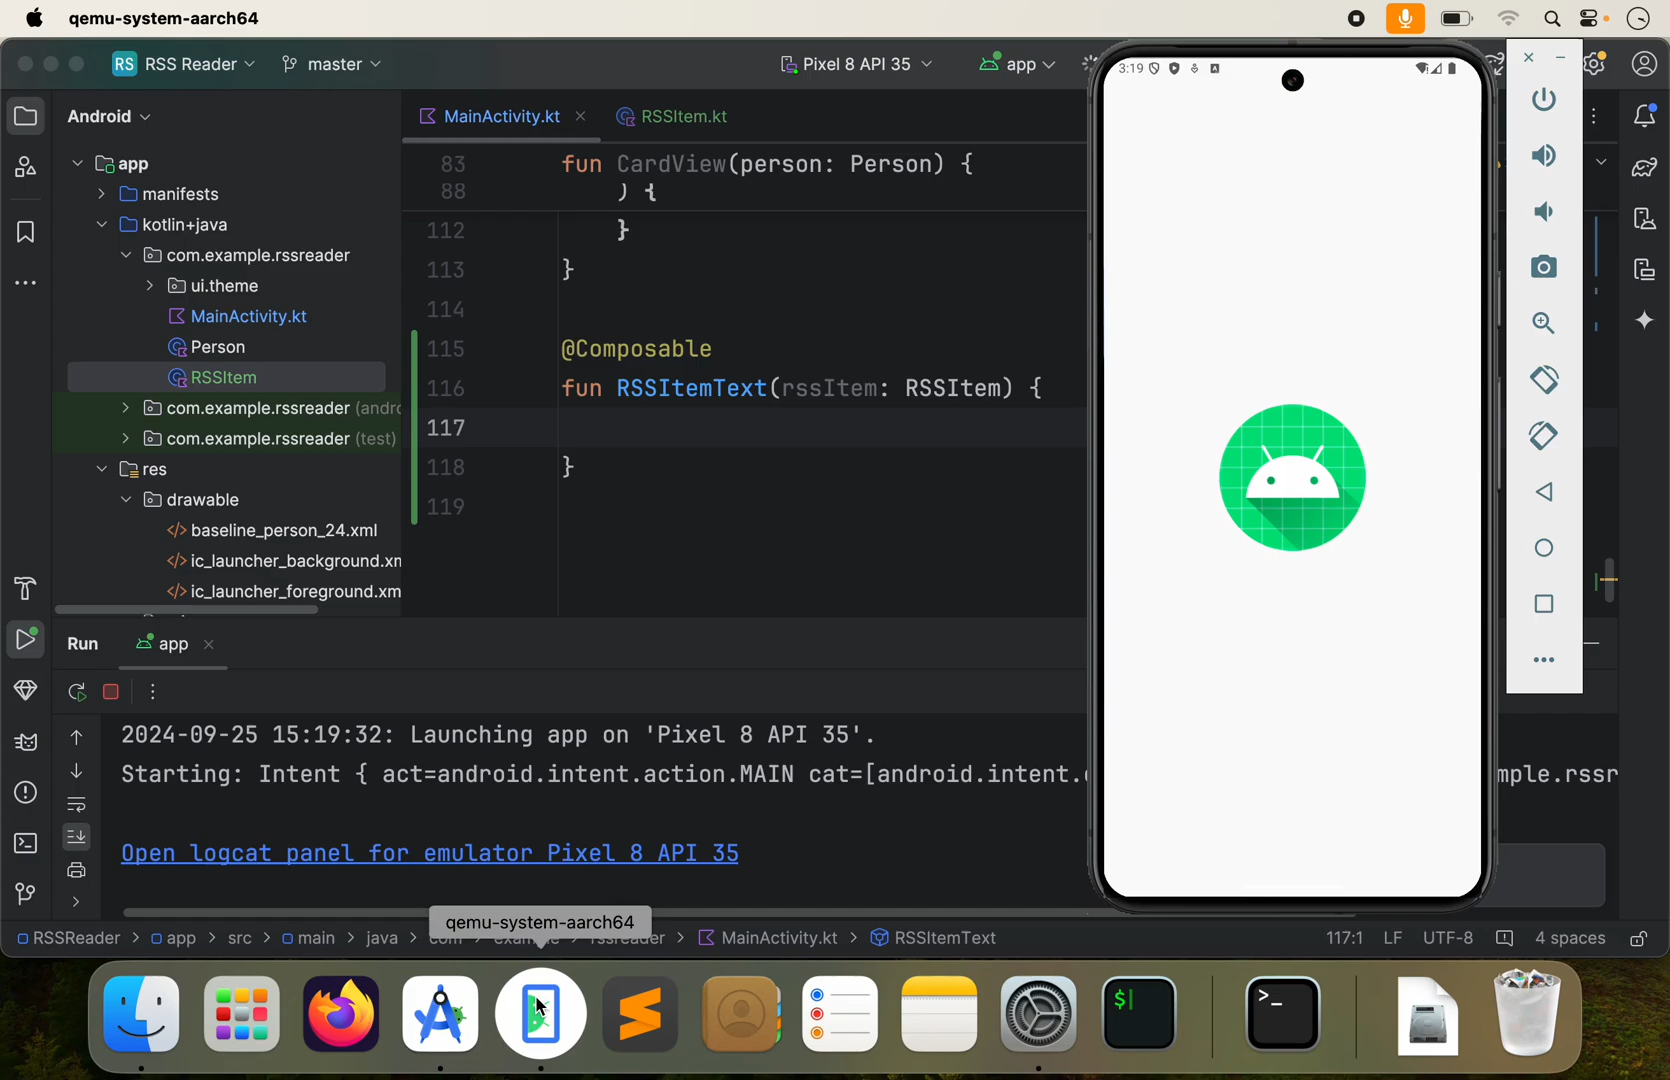 qemu-system-aarch64
RS RSS Reader
master
Pixel 8 API 35
app
3:19
Android
MainActivity.kt
RSSItem.kt
app
manifests
kotlin+java
com.example.rssreader
ui.theme
MainActivity.kt
Person
RSSItem
com.example.rssreader (andro
com.example.rssreader (test)
res
drawable
baseline_person_24.xml
ic_launcher_background.xm
ic_launcher_foreground.xm
83 fun CardView(person: Person) {
88 ) {
112 }
113 }
114
115 @Composable
116 fun RSSItemText(rssItem: RSSItem) {
117
118 }
119
Run
app
2024-09-25 15:19:32: Launching app on 'Pixel 8 API 35'.
Starting: Intent { act=android.intent.action.MAIN cat=[android.intent. mple.rssr
Open logcat panel for emulator Pixel 8 API 35
qemu-system-aarch64
RSSReader > app > src > main > java > > MainActivity.kt > RSSItemText
117:1 LF UTF-8 4 spaces